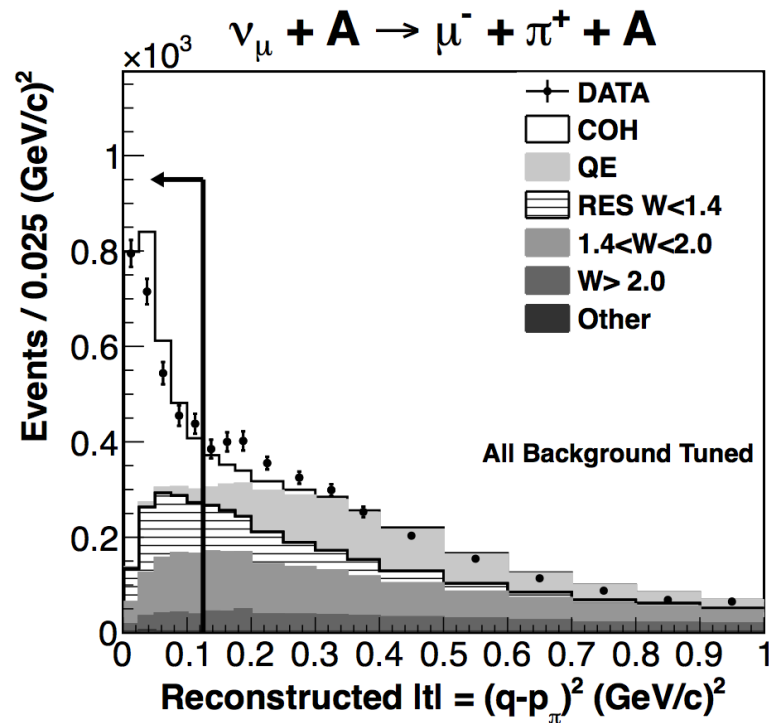 ν_μ + A → μ⁻ + π⁺ + A
×10³
Events / 0.025 (GeV/c)²
DATA
COH
QE
RES W<1.4
1.4<W<2.0
W> 2.0
Other
All Background Tuned
1
0.8
0.6
0.4
0.2
0
0 0.1 0.2 0.3 0.4 0.5 0.6 0.7 0.8 0.9 1
Reconstructed |t| = (q-p_π)² (GeV/c)²